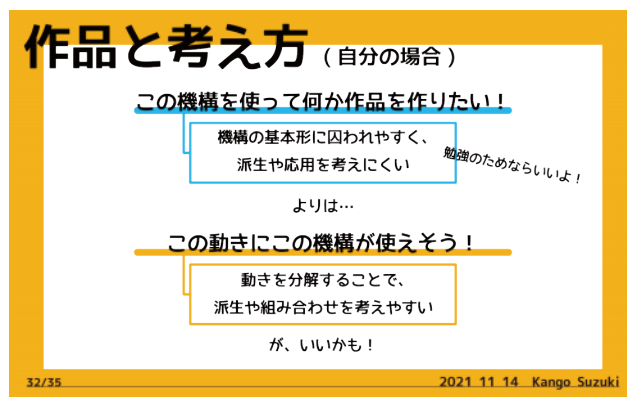 作品と考え方 (自分の場合)
この機構を使って何か作品を作りたい!
機構の基本形に囚われやすく、
派生や応用を考えにくい
勉強のためならいいよ!
よりは…
この動きにこの機構が使えそう!
動きを分解することで、
派生や組み合わせを考えやすい
が、いいかも!
32/35
2021 11 14 Kango Suzuki